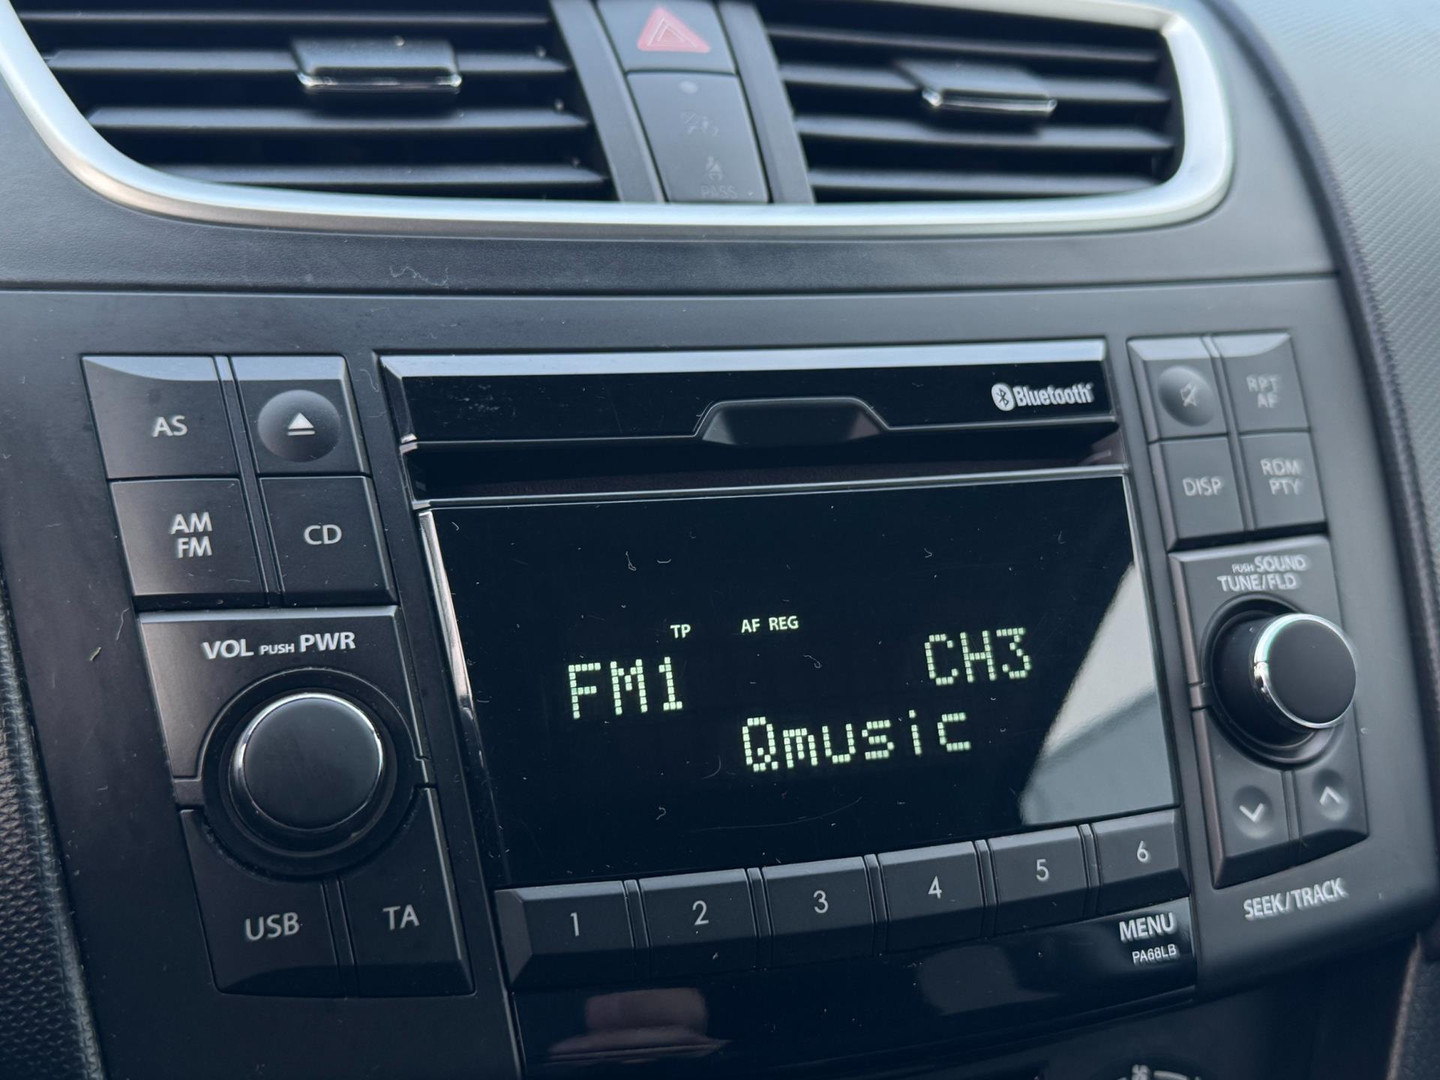 PASS
Bluetooth
AS
AM
FM
CD
RPT
AF
DISP
RDM
PTY
VOL PUSH PWR
PUSH SOUND
TUNE/FLD
TP AF REG
FM1 CH3
Qmusic
USB
TA
1 2 3 4 5 6
SEEK/TRACK
MENU
PA68LB